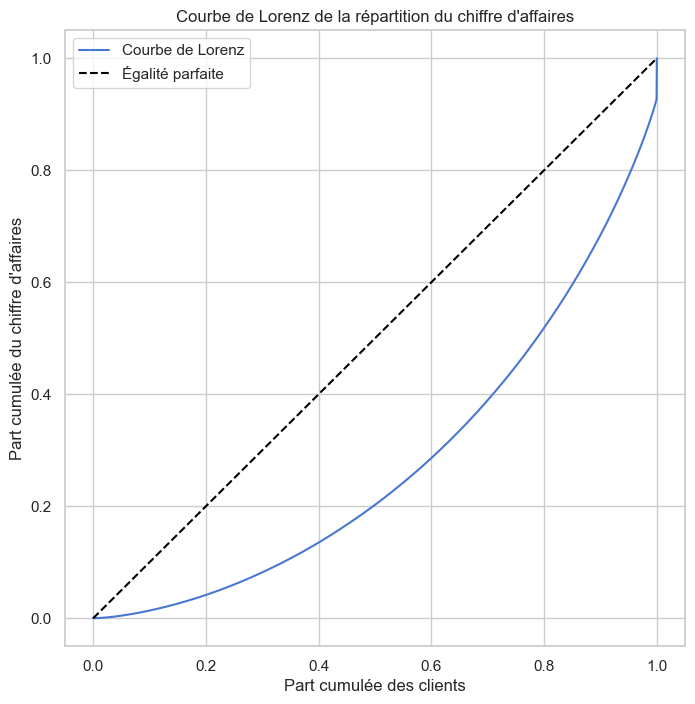 Courbe de Lorenz de la répartition du chiffre d'affaires
Courbe de Lorenz
Égalité parfaite
Part cumulée du chiffre d'affaires
1.0
0.8
0.6
0.4
0.2
0.0
0.0 0.2 0.4 0.6 0.8 1.0
Part cumulée des clients